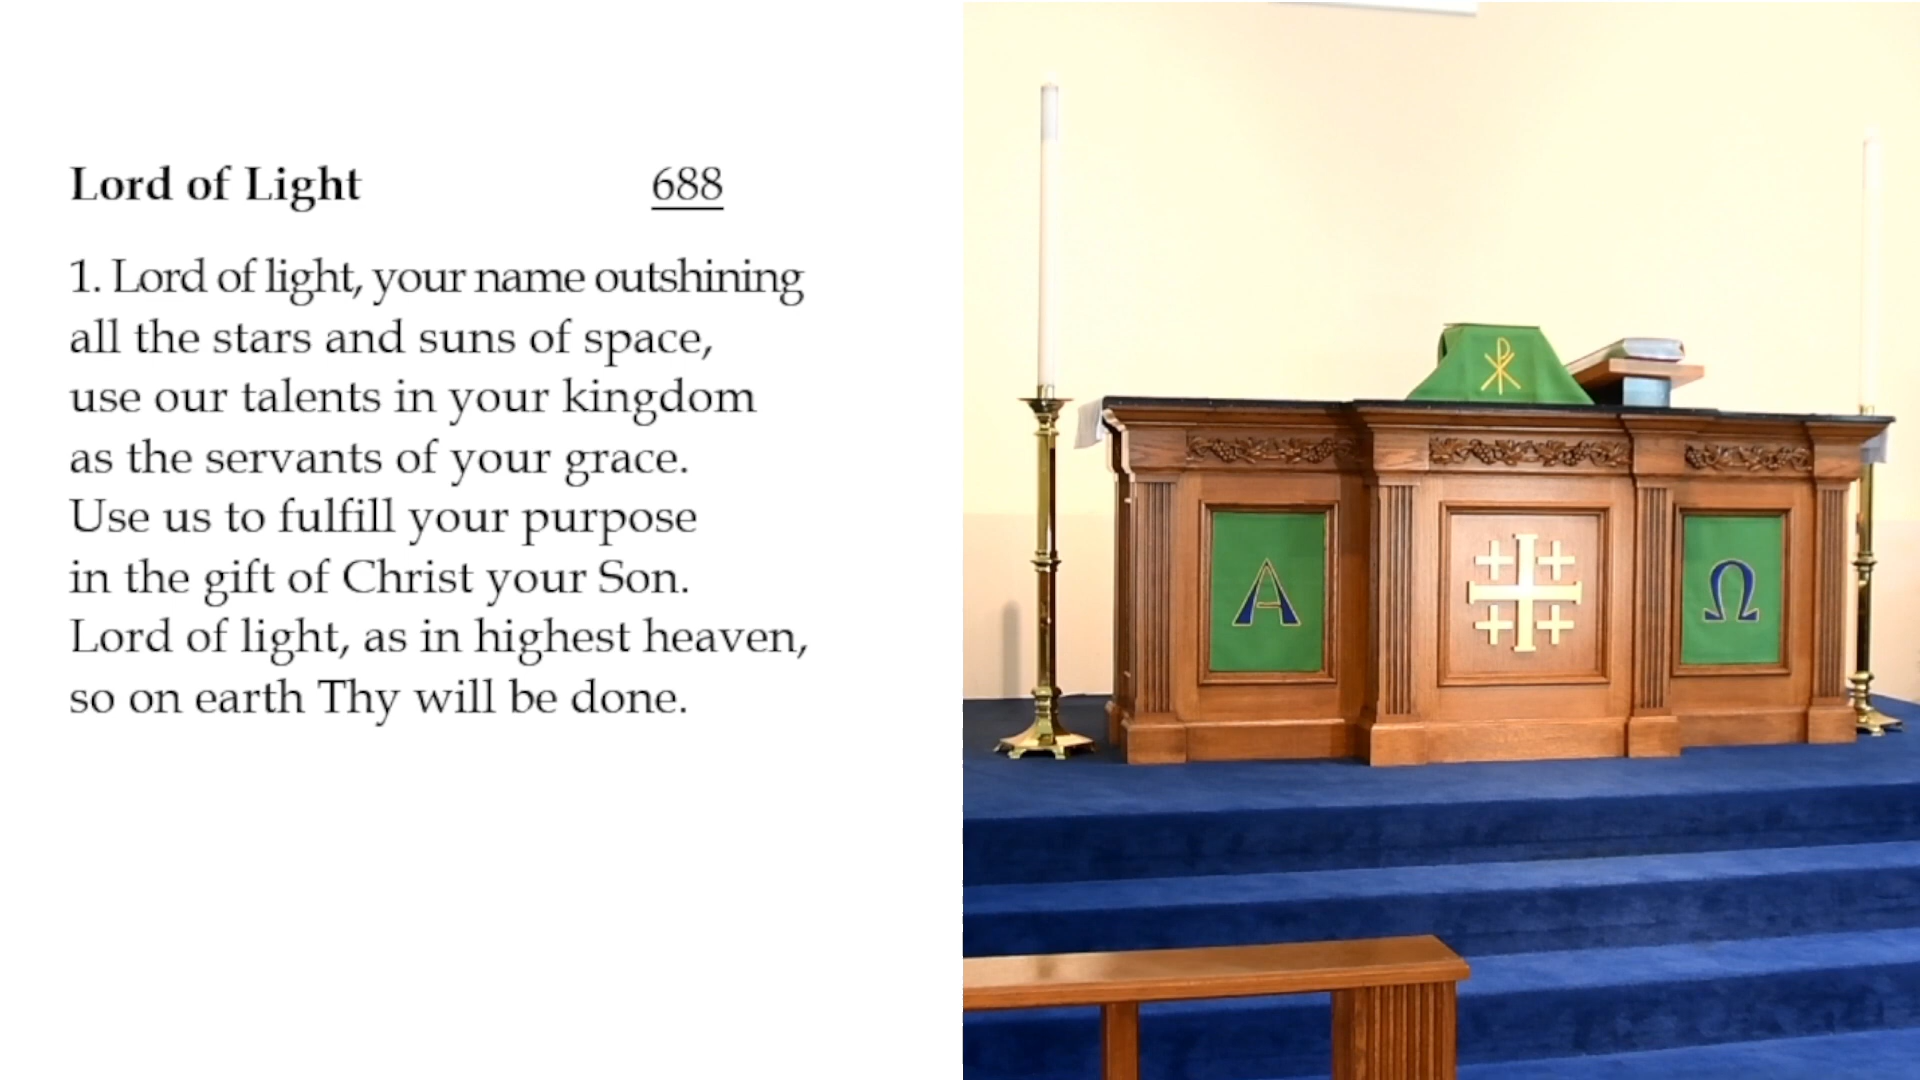 Lord of Light 688
1. Lord of light, your name outshining
all the stars and suns of space,
use our talents in your kingdom
as the servants of your grace.
Use us to fulfill your purpose
in the gift of Christ your Son.
Lord of light, as in highest heaven,
so on earth Thy will be done.
☧
Α Ω